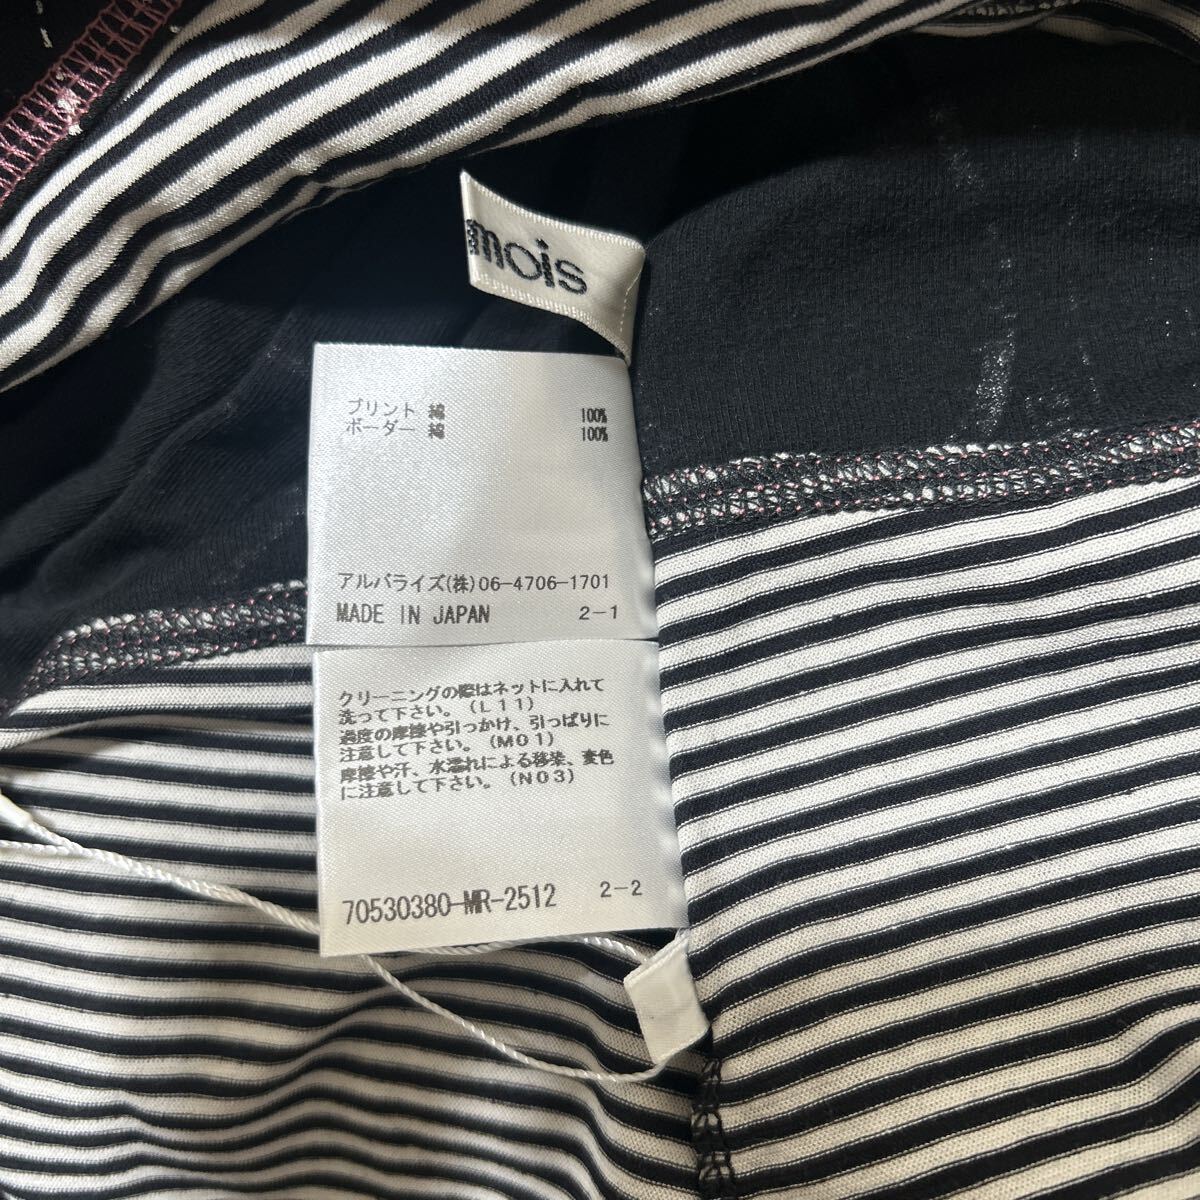 mois
プリント 綿 100%
ボーダー 綿 100%
アルバライズ(株)06-4706-1701
MADE IN JAPAN 2-1
クリーニングの際はネットに入れて
洗って下さい。(L11)
過度の摩擦や引っかけ、引っぱりに
注意して下さい。(M01)
摩擦や汗、水濡れによる移染、変色
に注意して下さい。(N03)
70530380-MR-2512 2-2